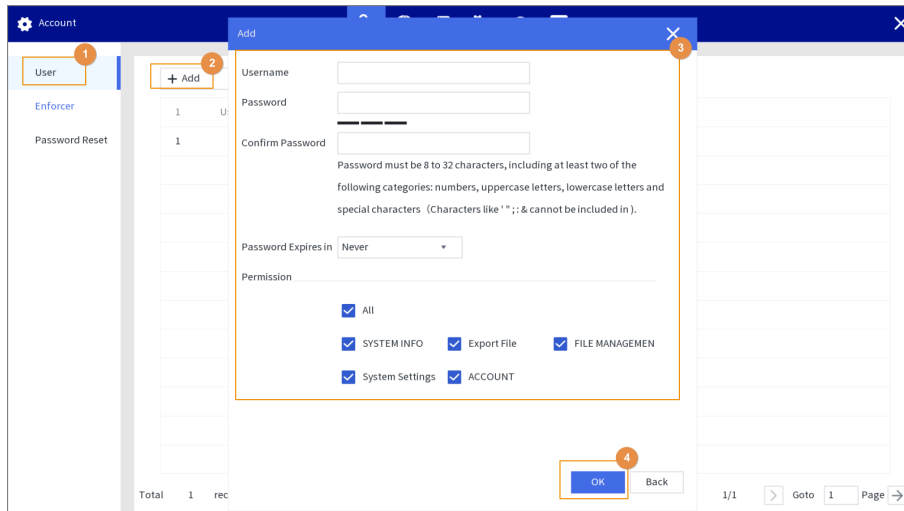 Account
Add
1
3
User
2
Username
+ Add
Password
Enforcer
1
Confirm Password
Password Reset
1
Password must be 8 to 32 characters, including at least two of the
following categories: numbers, uppercase letters, lowercase letters and
special characters（Characters like ' " ; : & cannot be included in ).
Password Expires in Never
Permission
All
SYSTEM INFO Export File FILE MANAGEMEN
System Settings ACCOUNT
4
OK Back
Total 1 rec 1/1 Goto 1 Page